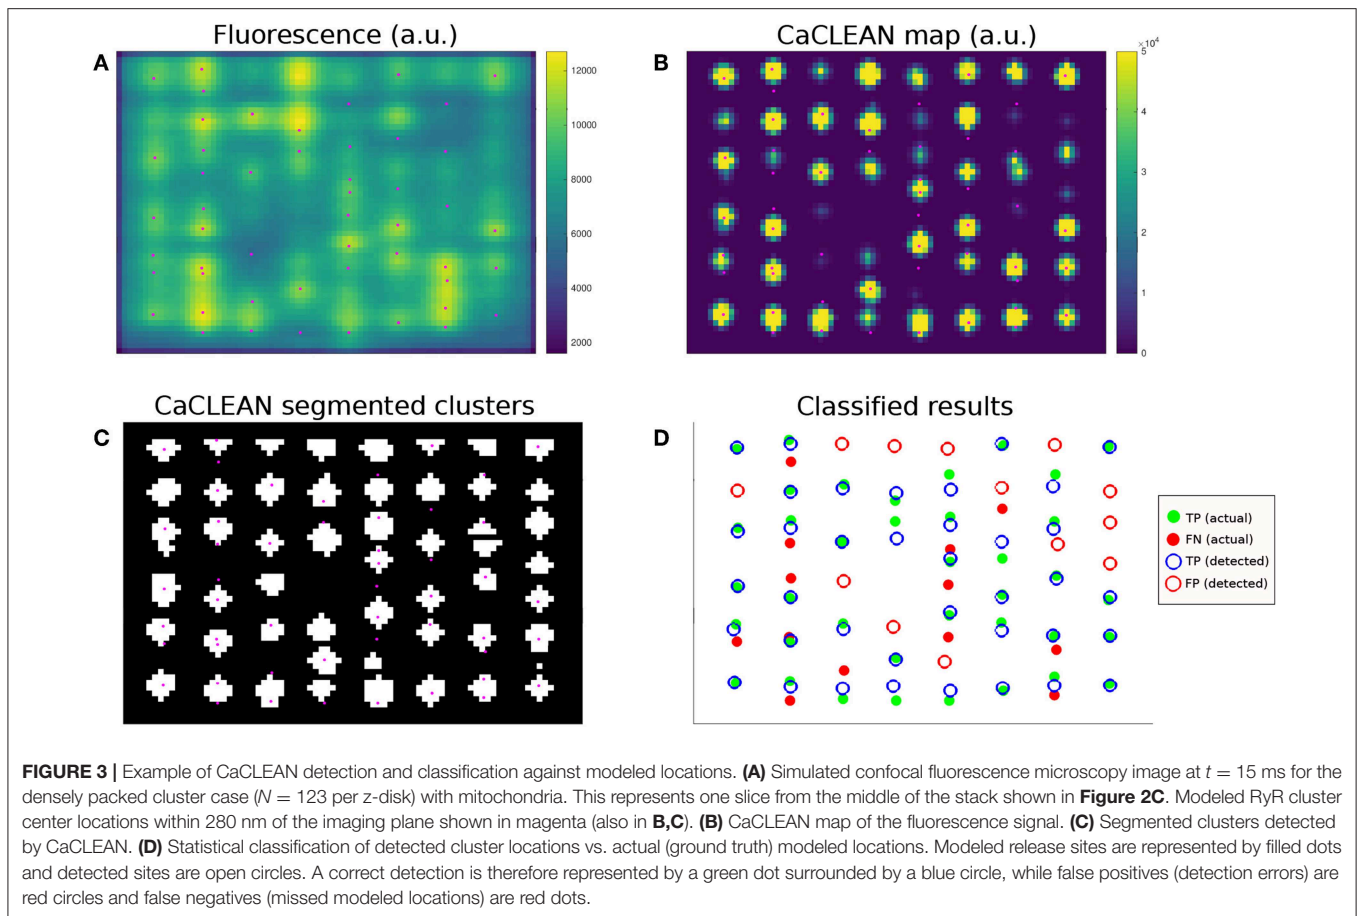 Fluorescence (a.u.)
A
12000
10000
8000
6000
4000
2000
CaCLEAN map (a.u.)
B
×10⁴
5
4
3
2
1
0
CaCLEAN segmented clusters
C
Classified results
D
TP (actual)
FN (actual)
TP (detected)
FP (detected)
FIGURE 3 | Example of CaCLEAN detection and classification against modeled locations. (A) Simulated confocal fluorescence microscopy image at t = 15 ms for the
densely packed cluster case (N = 123 per z-disk) with mitochondria. This represents one slice from the middle of the stack shown in Figure 2C. Modeled RyR cluster
center locations within 280 nm of the imaging plane shown in magenta (also in B,C). (B) CaCLEAN map of the fluorescence signal. (C) Segmented clusters detected
by CaCLEAN. (D) Statistical classification of detected cluster locations vs. actual (ground truth) modeled locations. Modeled release sites are represented by filled dots
and detected sites are open circles. A correct detection is therefore represented by a green dot surrounded by a blue circle, while false positives (detection errors) are
red circles and false negatives (missed modeled locations) are red dots.